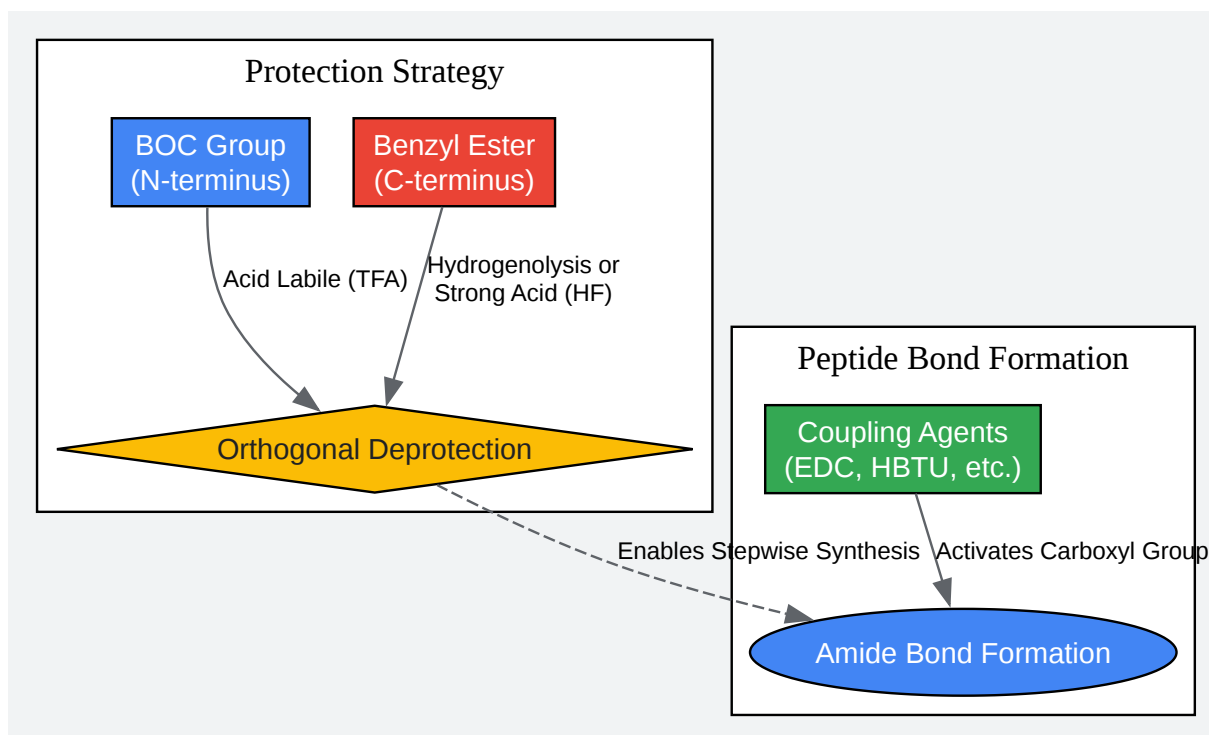 Protection Strategy
BOC Group
(N-terminus)
Benzyl Ester
(C-terminus)
Acid Labile (TFA)
Hydrogenolysis or
Strong Acid (HF)
Orthogonal Deprotection
Peptide Bond Formation
Coupling Agents
(EDC, HBTU, etc.)
Enables Stepwise Synthesis
Activates Carboxyl Group
Amide Bond Formation